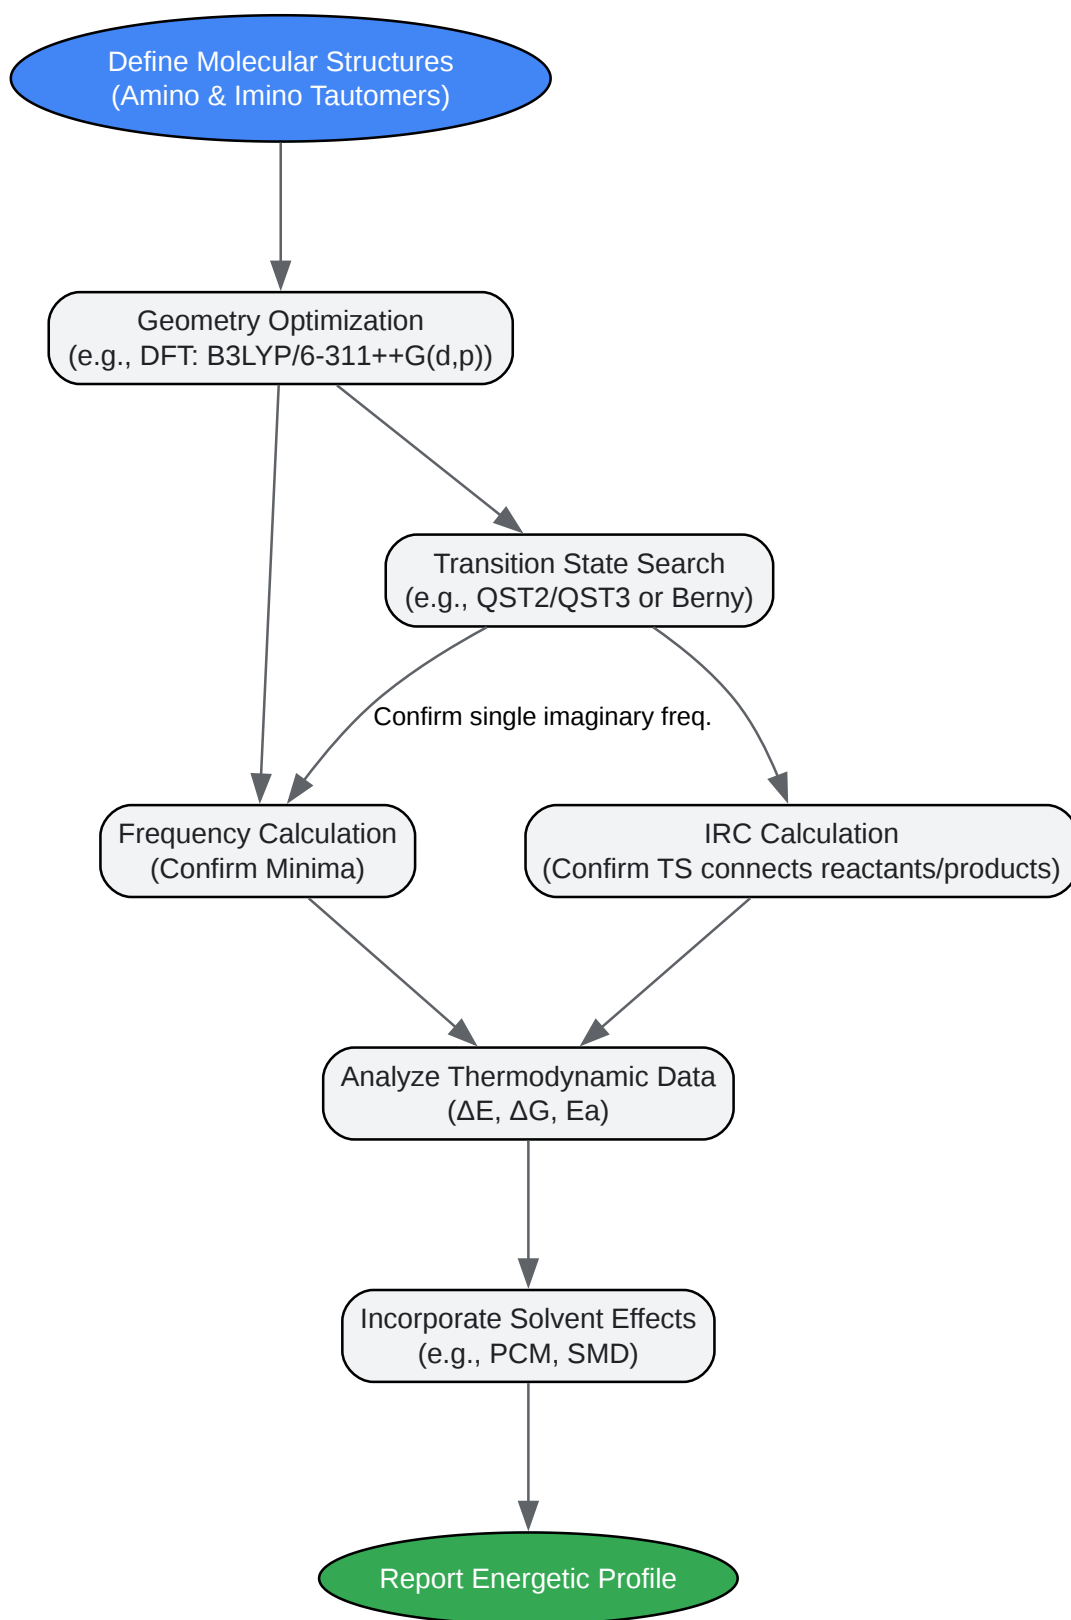 Define Molecular Structures
(Amino & Imino Tautomers)
Geometry Optimization
(e.g., DFT: B3LYP/6-311++G(d,p))
Transition State Search
(e.g., QST2/QST3 or Berny)
Confirm single imaginary freq.
Frequency Calculation
(Confirm Minima)
IRC Calculation
(Confirm TS connects reactants/products)
Analyze Thermodynamic Data
(ΔE, ΔG, Ea)
Incorporate Solvent Effects
(e.g., PCM, SMD)
Report Energetic Profile